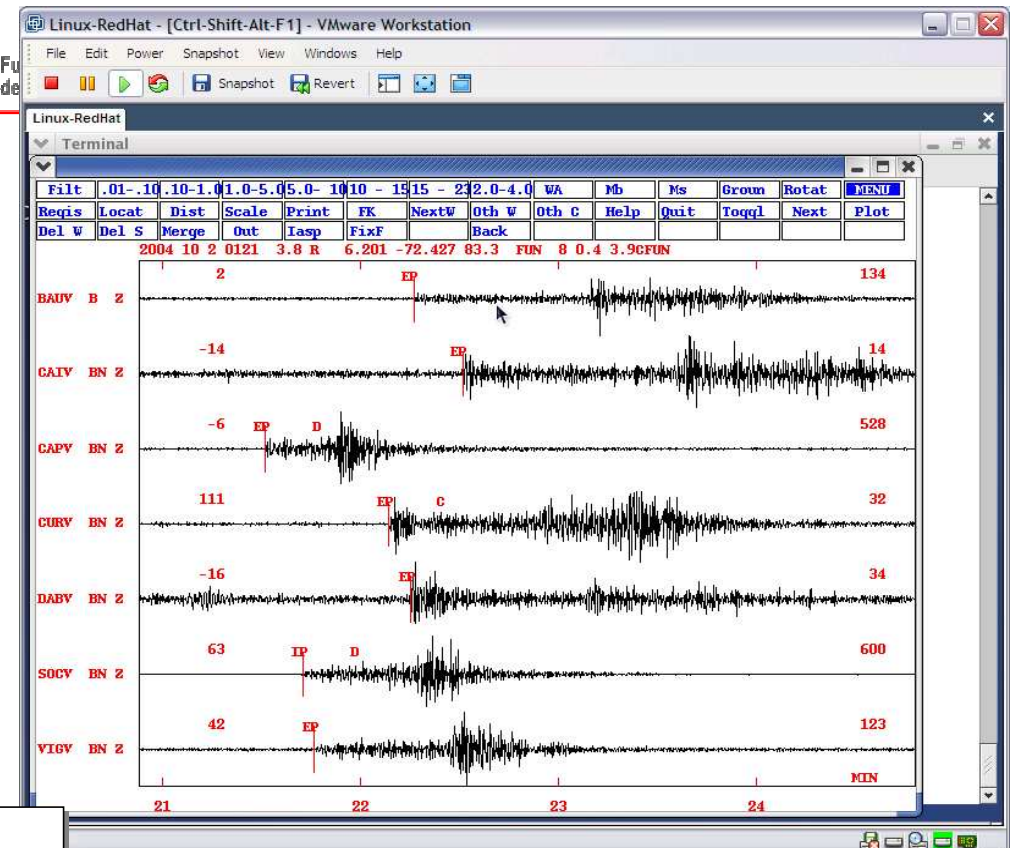 Linux-RedHat - [Ctrl-Shift-Alt-F1] - VMware Workstation
File Edit Power Snapshot View Windows Help
Fu
de
Snapshot Revert
Linux-RedHat
Terminal
Filt .01-.10 .10-1.0 1.0-5.0 5.0- 10 10 - 15 15 - 23 2.0-4.0 WA Mb Ms Groun Rotat MENU
Regis Locat Dist Scale Print FK NextW Oth W Oth C Help Quit Toggl Next Plot
Del W Del S Merge Out Iasp FixF Back
2004 10 2 0121 3.8 R 6.201 -72.427 83.3 FUN 8 0.4 3.9CFUN
2 EP 134
BAUV B Z
-14 EP 14
CAIV BN Z
-6 EP D 528
CAPV BN Z
111 EP C 32
CURV BN Z
-16 EP 34
DABV BN Z
63 IP D 600
SOCV BN Z
42 EP 123
VIGV BN Z
MIN
21 22 23 24